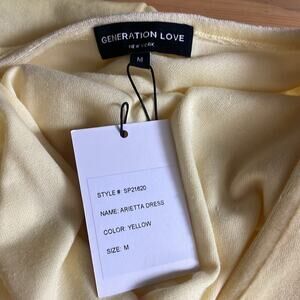 GENERATION LOVE
NEW YORK
M
STYLE #: SP21620
NAME: ARIETTA DRESS
COLOR: YELLOW
SIZE: M